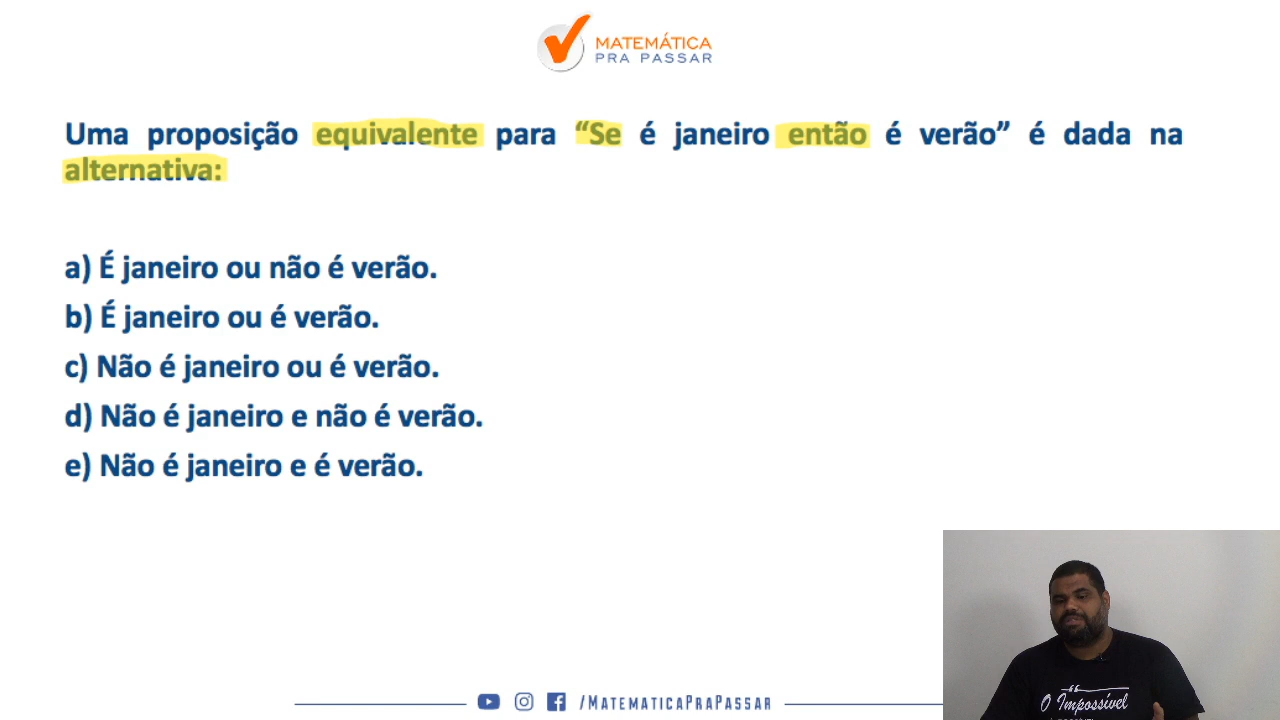 MATEMÁTICA
PRA PASSAR
Uma proposição equivalente para “Se é janeiro então é verão” é dada na
alternativa:
a) É janeiro ou não é verão.
b) É janeiro ou é verão.
c) Não é janeiro ou é verão.
d) Não é janeiro e não é verão.
e) Não é janeiro e é verão.
/MATEMATICAPRAPASSAR
O Impossível